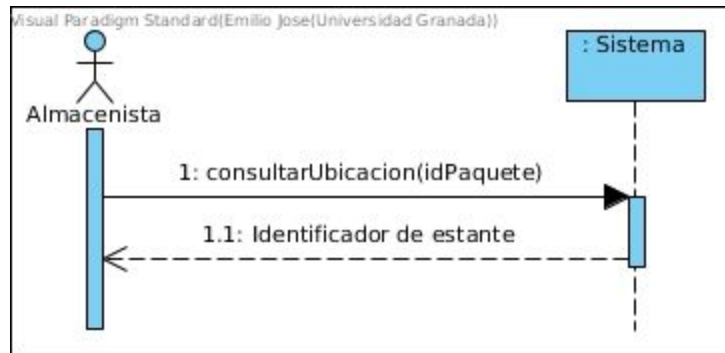 Visual Paradigm Standard(Emilio Jose(Universidad Granada))
: Sistema
Almacenista
1: consultarUbicacion(idPaquete)
1.1: Identificador de estante